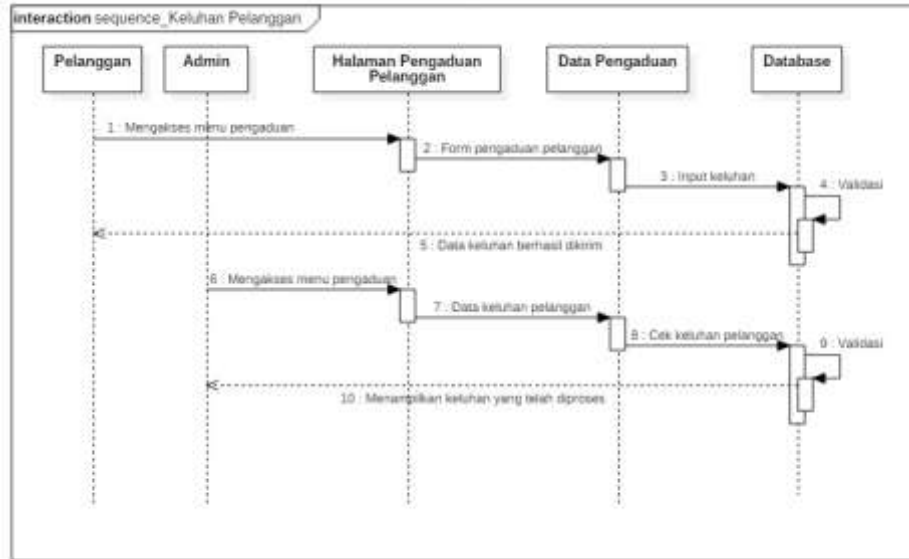 interaction sequence_Keluhan Pelanggan
Pelanggan
Admin
Halaman Pengaduan
Pelanggan
Data Pengaduan
Database
1 : Mengakses menu pengaduan
2 : Form pengaduan pelanggan
3 : Input keluhan
4 : Validasi
5 : Data keluhan berhasil dikirim
6 : Mengakses menu pengaduan
7 : Data keluhan pelanggan
8 : Cek keluhan pelanggan
9 : Validasi
10 : Menampilkan keluhan yang telah diproses